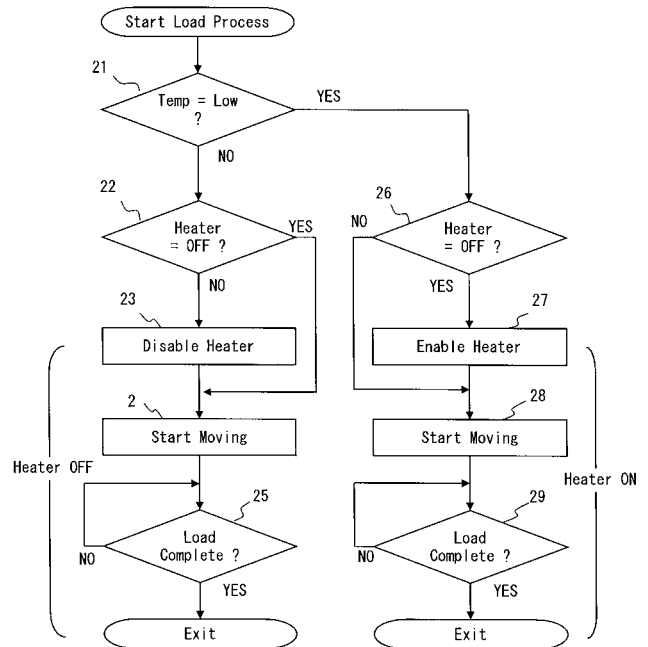 Start Load Process
21
Temp = Low
?
YES
NO
22
Heater
= OFF ?
YES
NO
26
NO
Heater
= OFF ?
YES
23
Disable Heater
27
Enable Heater
2
Start Moving
28
Start Moving
Heater OFF
Heater ON
25
Load
Complete ?
NO
YES
29
Load
Complete ?
NO
YES
Exit
Exit